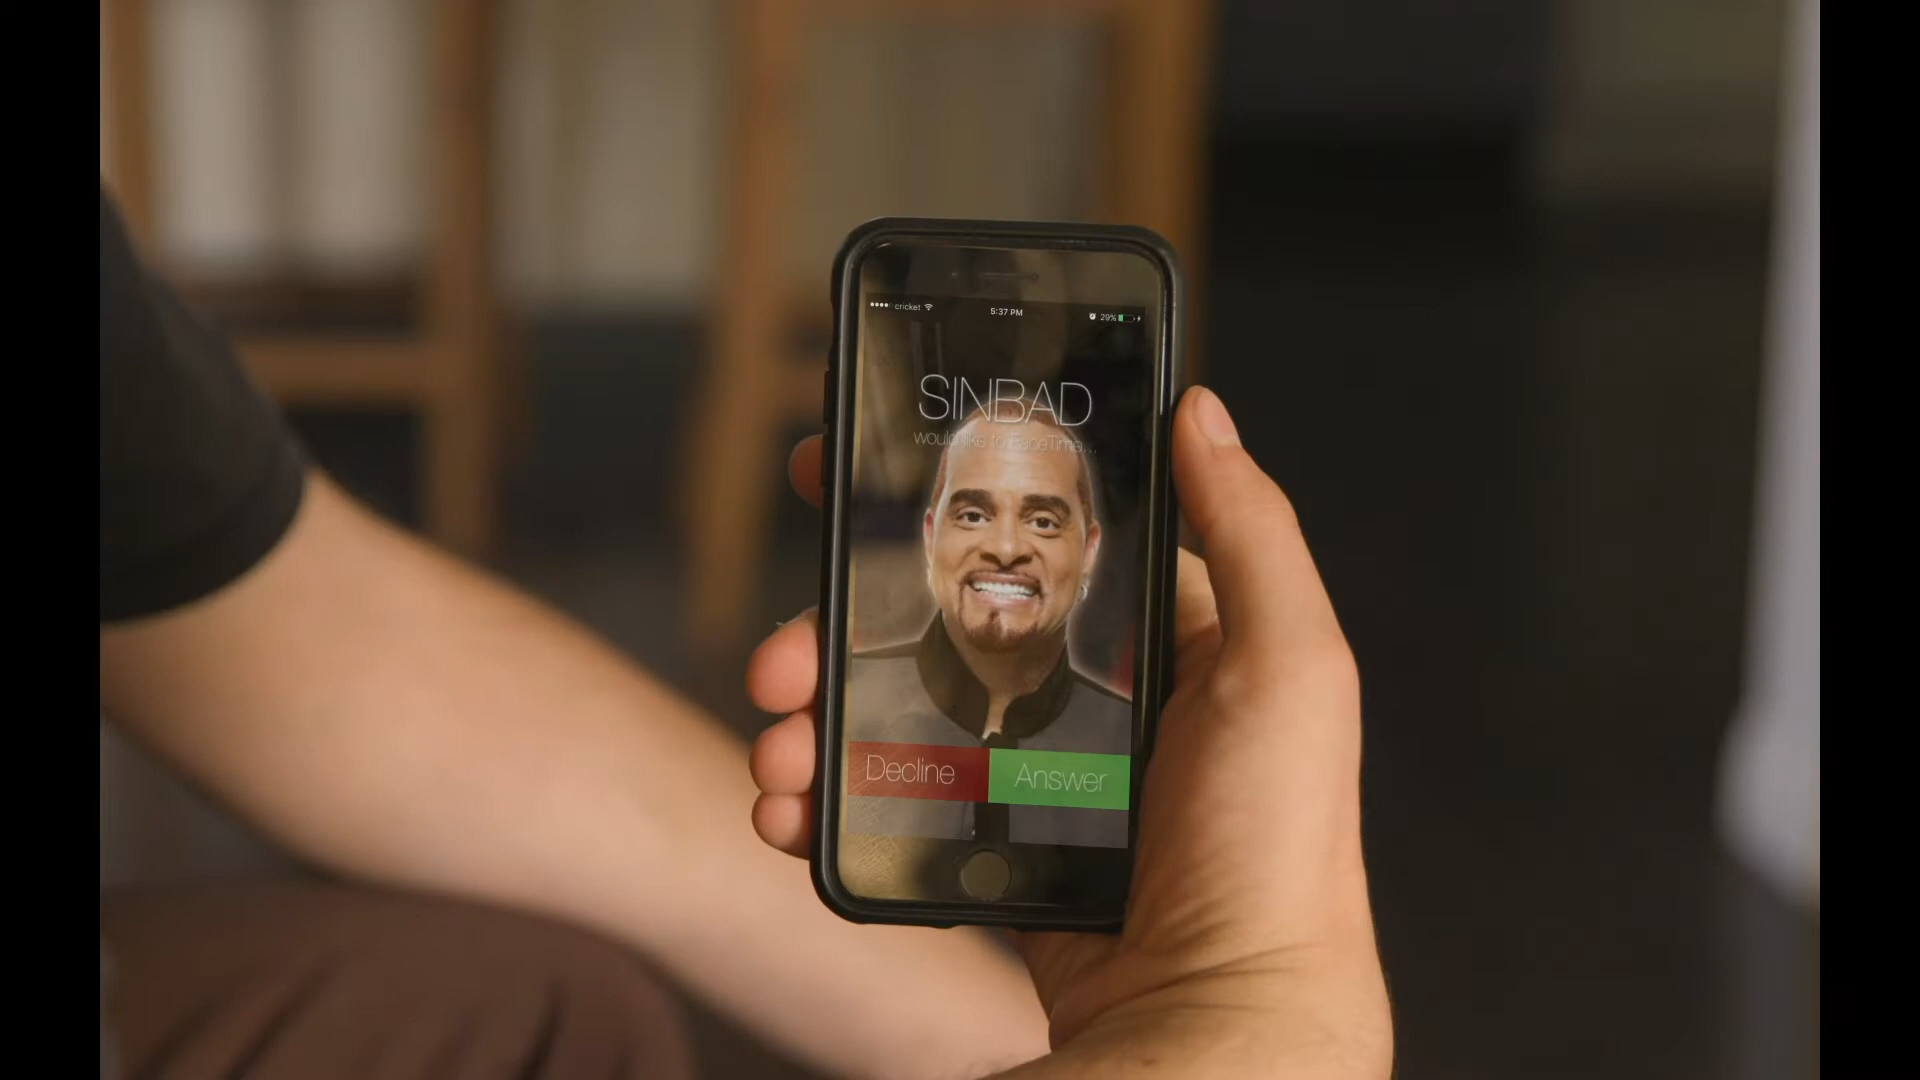 cricket 5:37 PM 29%
SINBAD
would like to FaceTime...
Decline Answer